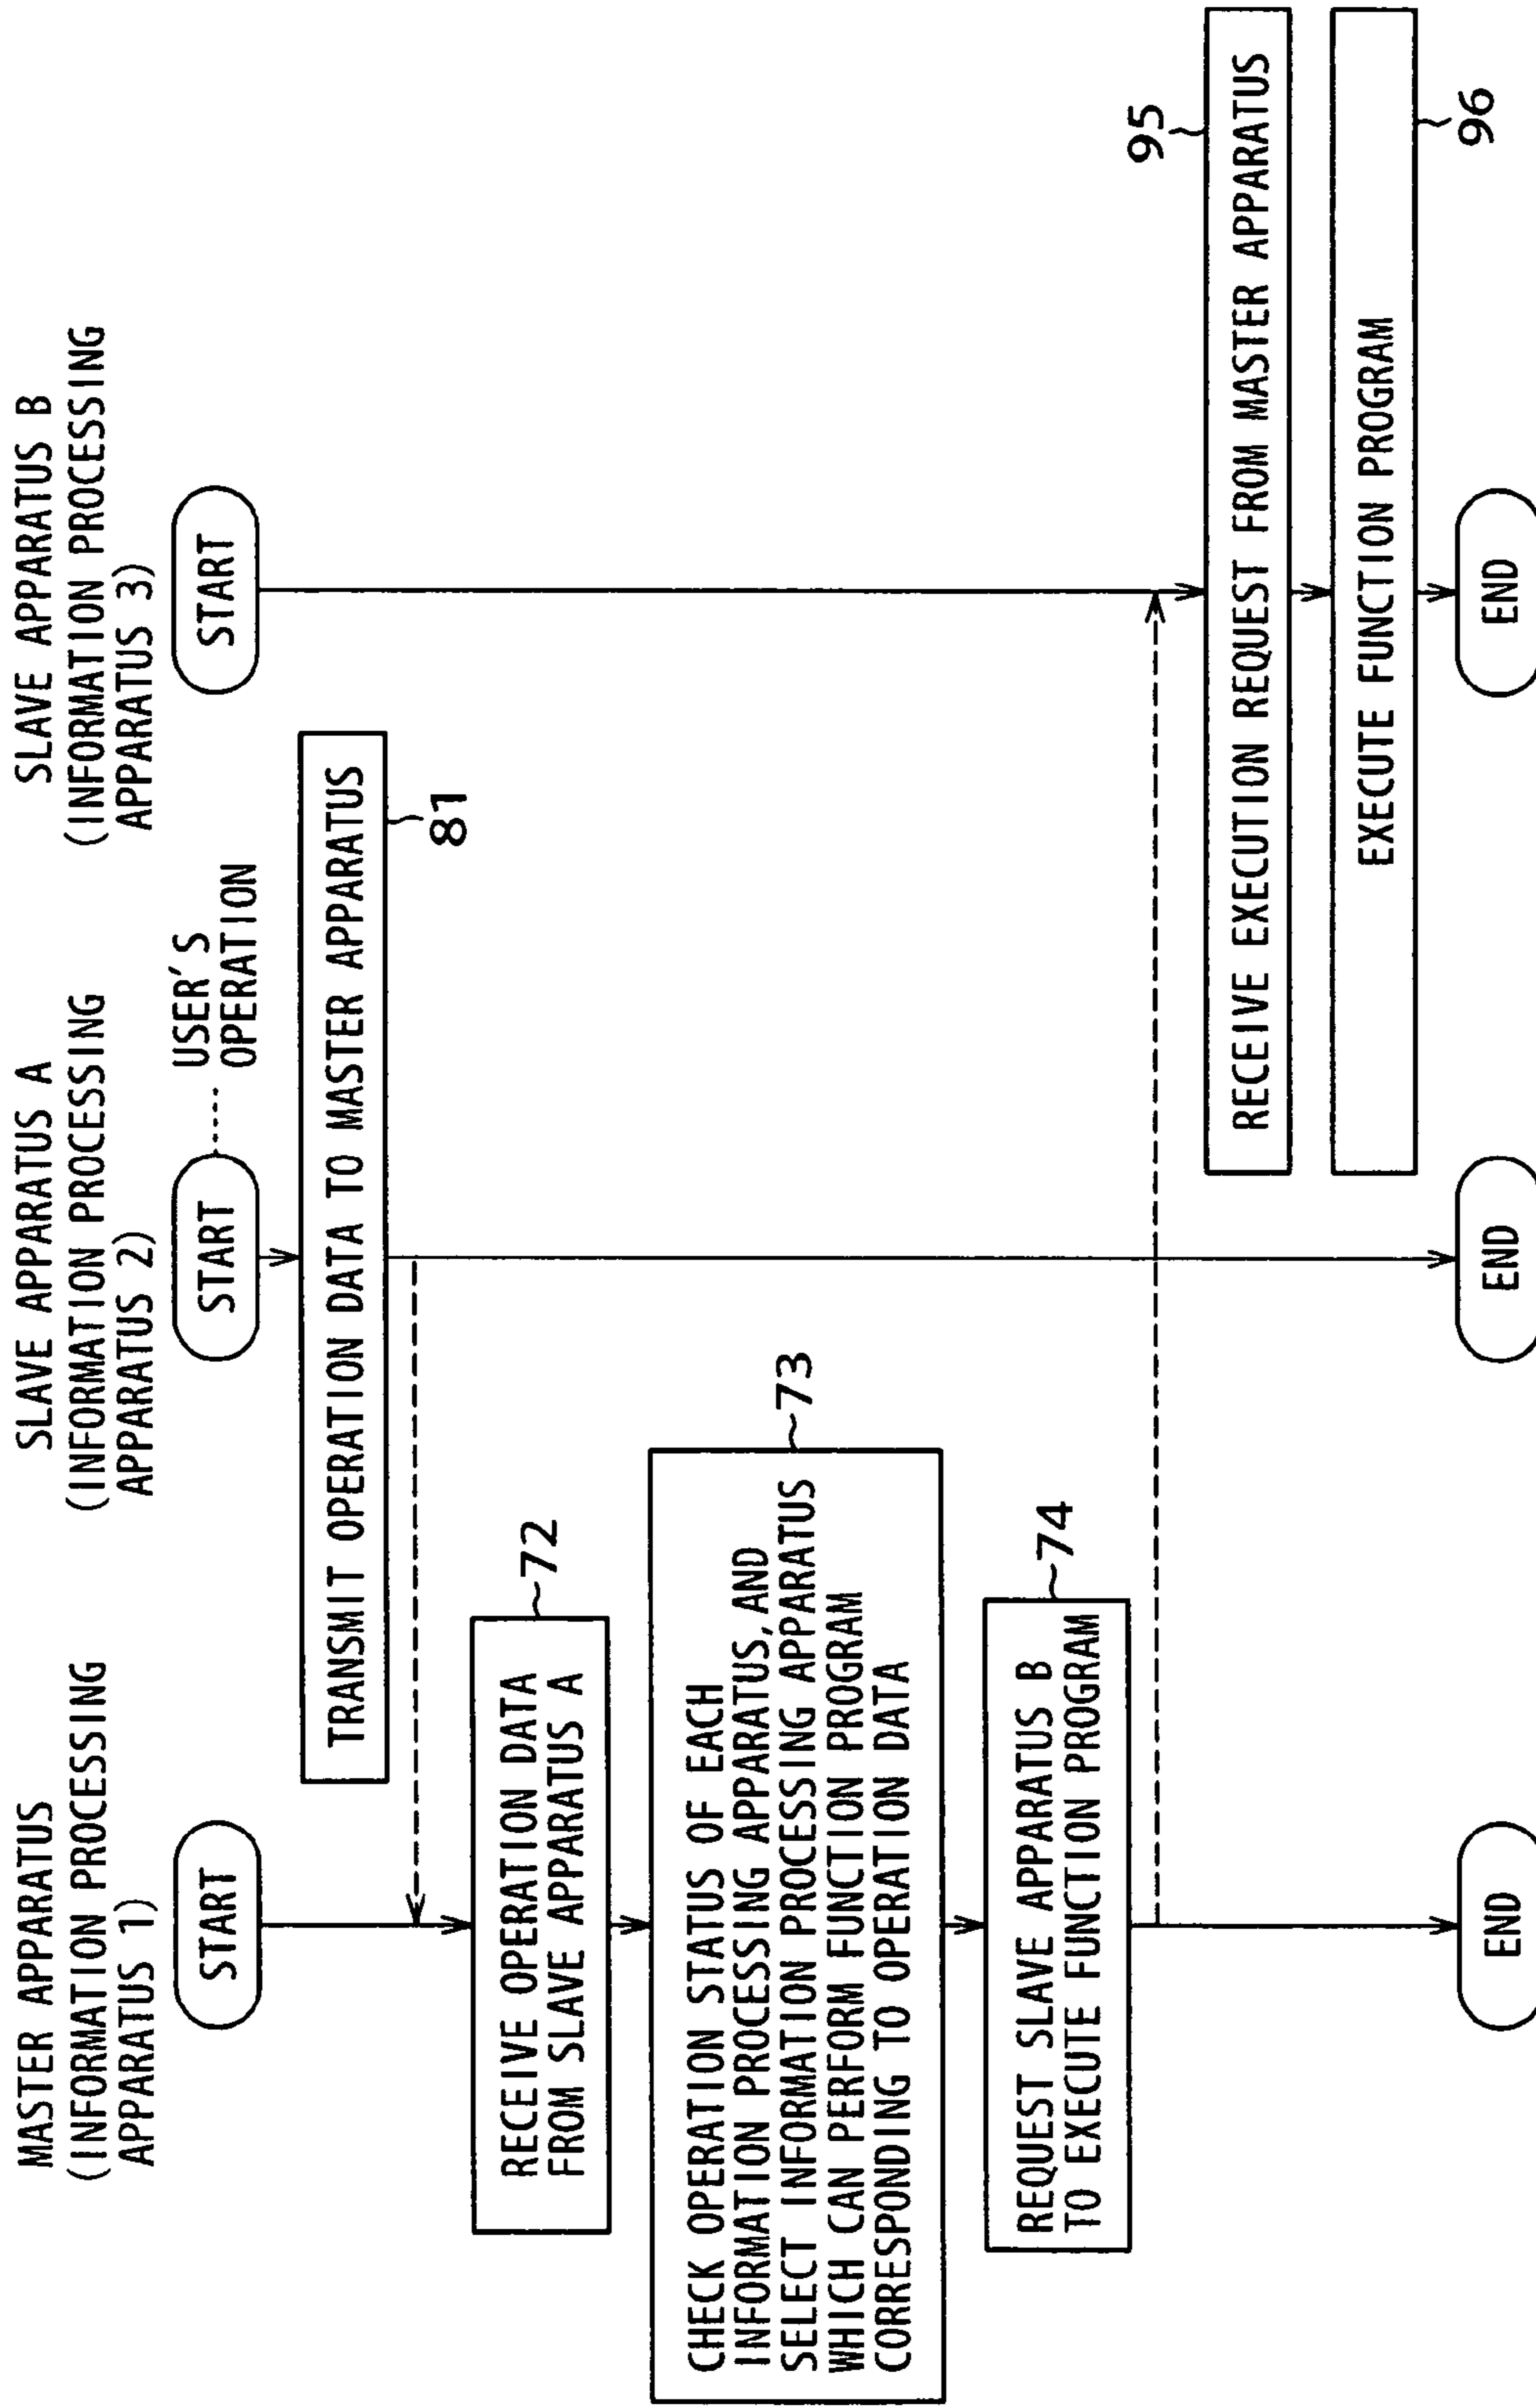 MASTER APPARATUS
(INFORMATION PROCESSING
APPARATUS 1)
START
RECEIVE OPERATION DATA
FROM SLAVE APPARATUS A
72
CHECK OPERATION STATUS OF EACH
INFORMATION PROCESSING APPARATUS, AND
SELECT INFORMATION PROCESSING APPARATUS
WHICH CAN PERFORM FUNCTION PROGRAM
CORRESPONDING TO OPERATION DATA
73
REQUEST SLAVE APPARATUS B
TO EXECUTE FUNCTION PROGRAM
74
END
SLAVE APPARATUS A
(INFORMATION PROCESSING
APPARATUS 2)
START
USER'S
OPERATION
TRANSMIT OPERATION DATA TO MASTER APPARATUS
81
END
SLAVE APPARATUS B
(INFORMATION PROCESSING
APPARATUS 3)
START
RECEIVE EXECUTION REQUEST FROM MASTER APPARATUS
95
EXECUTE FUNCTION PROGRAM
96
END